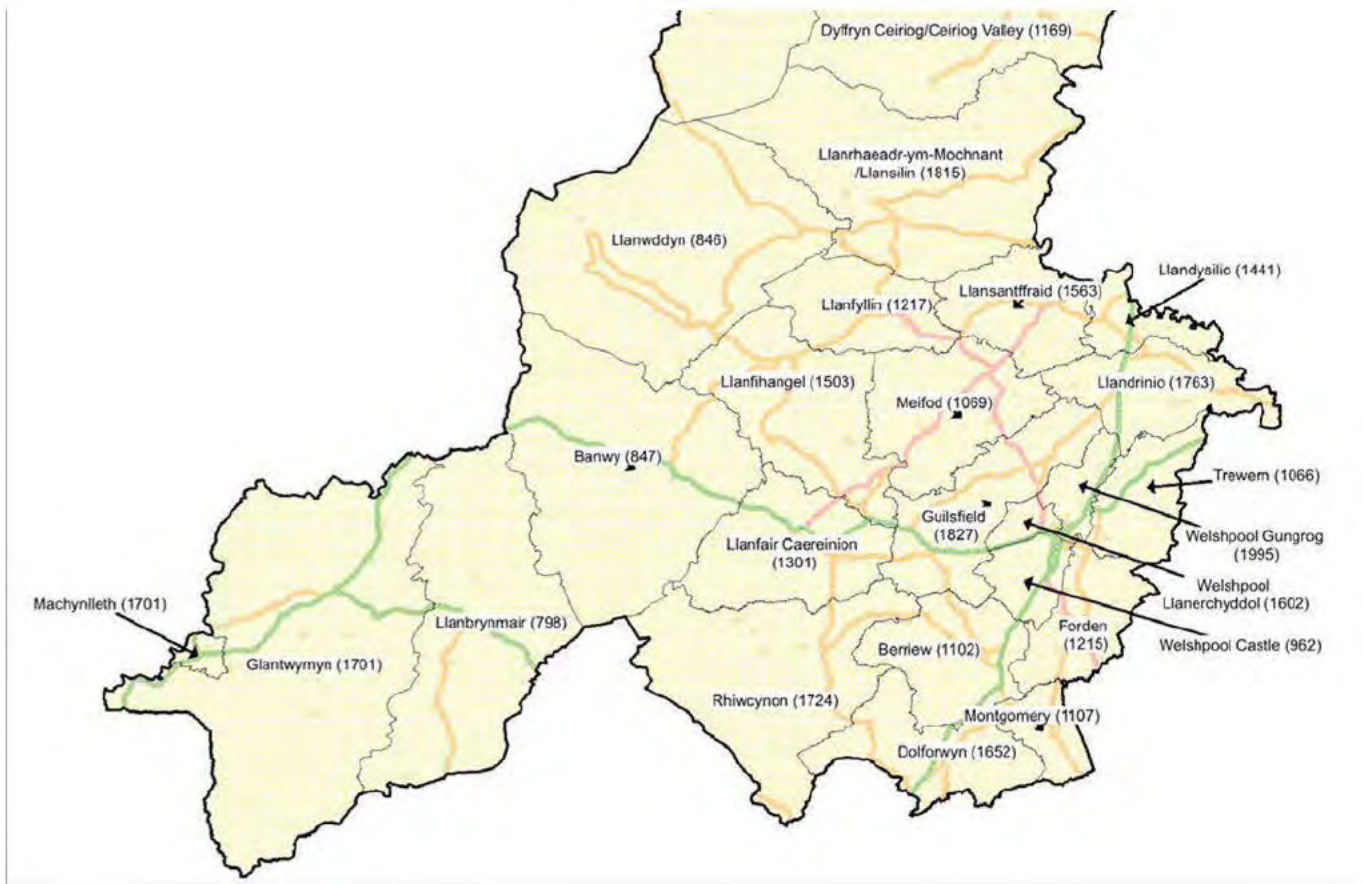 Dyffryn Ceiriog/Ceiriog Valley (1169)
Llanrhaeadr-ym-Mochnant
/Llansilin (1815)
Llanwddyn (846)
Llandysilio (1441)
Llansantffraid (1563)
Llanfyllin (1217)
Llanfihangel (1503)
Llandrinio (1763)
Meifod (1069)
Banwy (847)
Trewern (1066)
Guilsfield
(1827)
Welshpool Gungrog
(1995)
Llanfair Caereinion
(1301)
Welshpool
Llanerchyddol (1602)
Machynlleth (1701)
Llanbrynmair (798)
Forden
(1215)
Welshpool Castle (962)
Berriew (1102)
Glantwymyn (1701)
Rhiwcynon (1724)
Montgomery (1107)
Dolforwyn (1652)